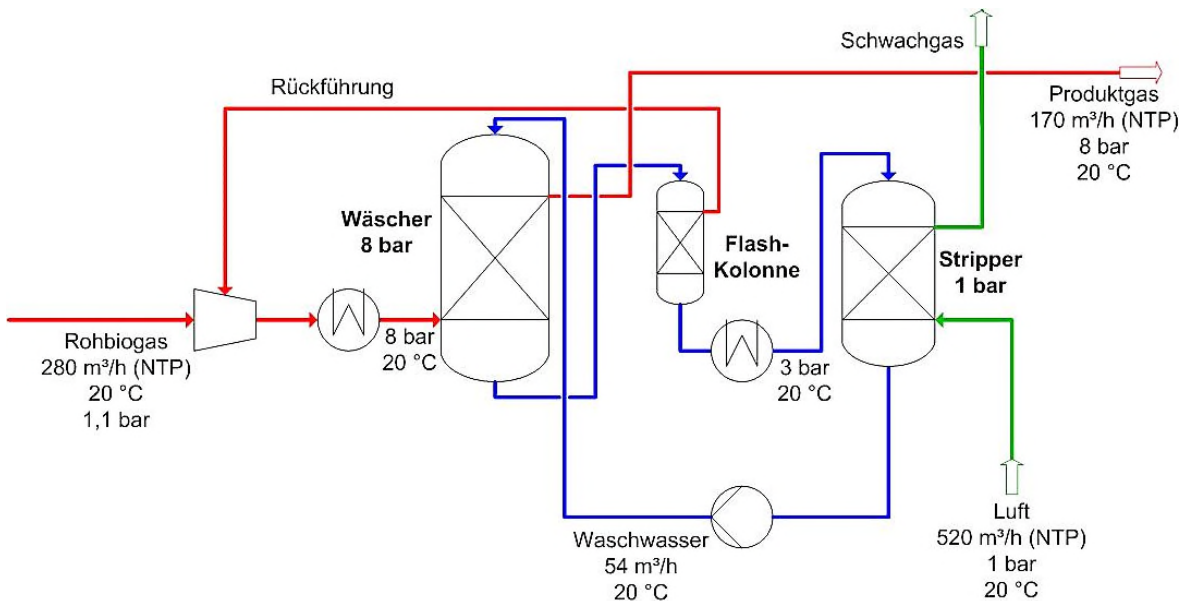 Schwachgas
Rückführung
Produktgas
170 m³/h (NTP)
8 bar
20 °C
Wäscher
8 bar
Flash-
Kolonne
Stripper
1 bar
Rohbiogas
280 m³/h (NTP)
20 °C
1,1 bar
8 bar
20 °C
3 bar
20 °C
Waschwasser
54 m³/h
20 °C
Luft
520 m³/h (NTP)
1 bar
20 °C